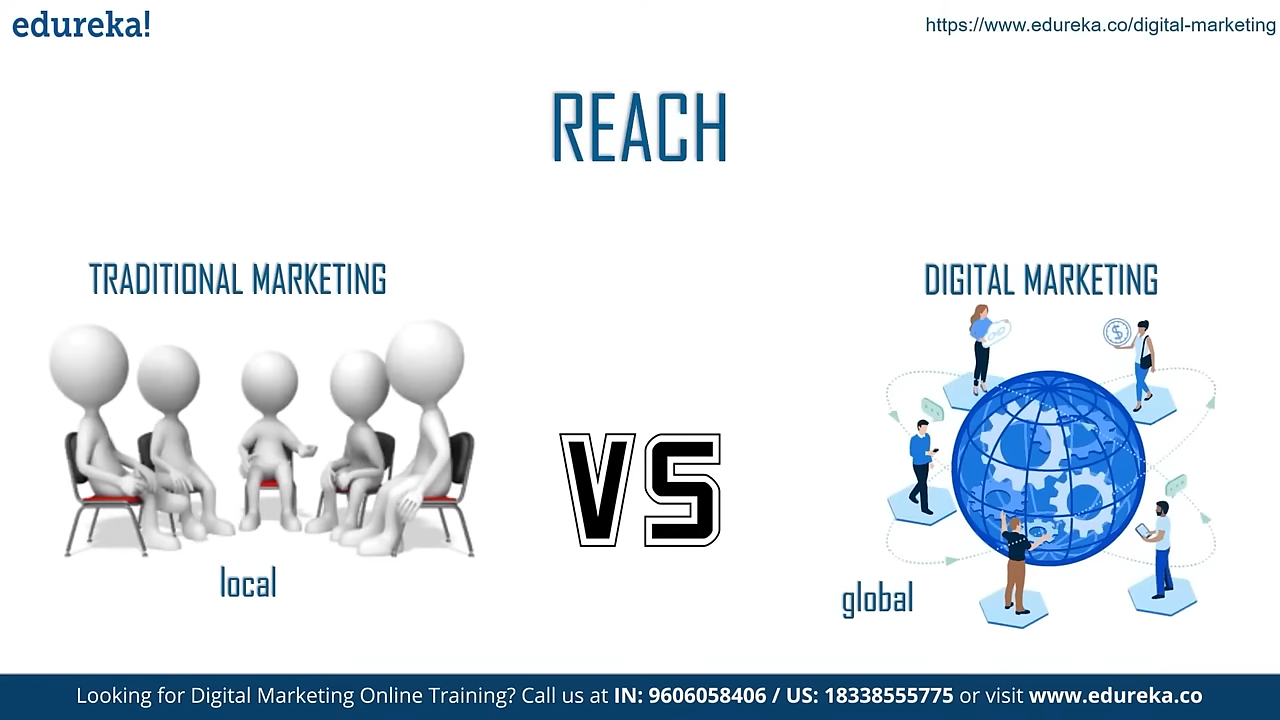 edureka!
https://www.edureka.co/digital-marketing
REACH
TRADITIONAL MARKETING
DIGITAL MARKETING
VS
local
global
Looking for Digital Marketing Online Training? Call us at IN: 9606058406 / US: 18338555775 or visit www.edureka.co